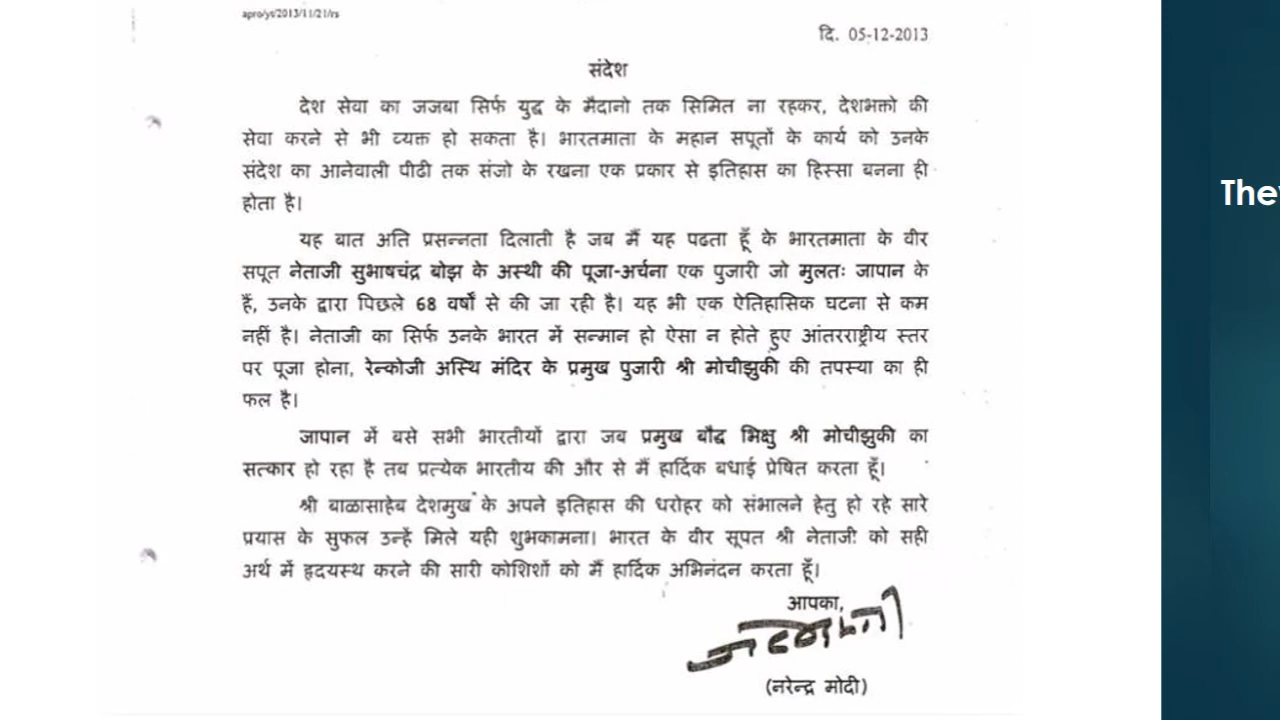 apro/yt/2013/11/21/rs
दि. 05-12-2013
संदेश
देश सेवा का जजबा सिर्फ युद्ध के मैदानो तक सिमित ना रहकर, देशभक्तो की
सेवा करने से भी व्यक्त हो सकता है। भारतमाता के महान सपूतों के कार्य को उनके
संदेश का आनेवाली पीढी तक संजो के रखना एक प्रकार से इतिहास का हिस्सा बनना ही
होता है।
यह बात अति प्रसन्नता दिलाती है जब मैं यह पढता हूँ के भारतमाता के वीर
सपूत नेताजी सुभाषचंद्र बोझ के अस्थी की पूजा-अर्चना एक पुजारी जो मुलतः जापान के
हैं, उनके द्वारा पिछले 68 वर्षों से की जा रही है। यह भी एक ऐतिहासिक घटना से कम
नहीं है। नेताजी का सिर्फ उनके भारत में सन्मान हो ऐसा न होते हुए आंतरराष्ट्रीय स्तर
पर पूजा होना, रेन्कोजी अस्थि मंदिर के प्रमुख पुजारी श्री मोचीझुकी की तपस्या का ही
फल है।
जापान में बसे सभी भारतीयों द्वारा जब प्रमुख बौद्ध भिक्षु श्री मोचीझुकी का
सत्कार हो रहा है तब प्रत्येक भारतीय की और से मैं हार्दिक बधाई प्रेषित करता हूँ।
श्री बाळासाहेब देशमुख के अपने इतिहास की धरोहर को संभालने हेतु हो रहे सारे
प्रयास के सुफल उन्हें मिले यही शुभकामना। भारत के वीर सूपत श्री नेताजी को सही
अर्थ में ह्रदयस्थ करने की सारी कोशिशों को मैं हार्दिक अभिनंदन करता हूँ।
आपका,
(नरेन्द्र मोदी)
They